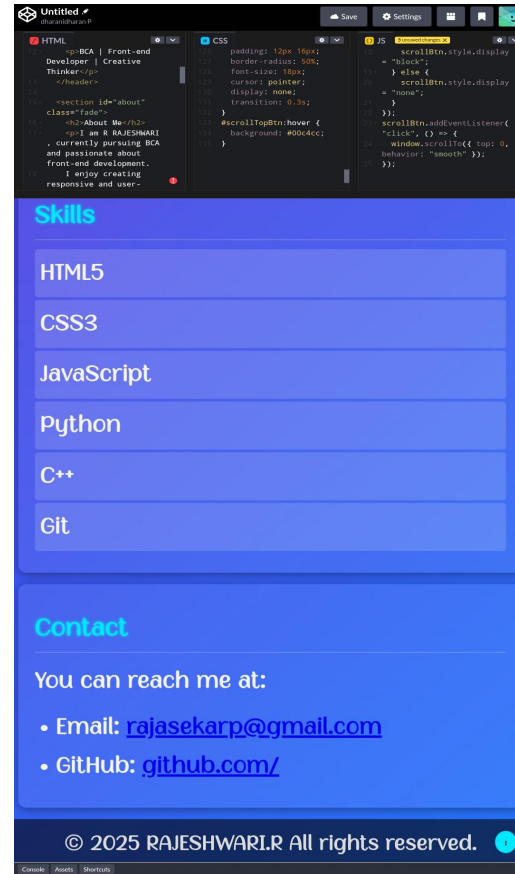 Untitled
dharanidharan P
Save
Settings
HTML
<p>BCA | Front-end
Developer | Creative
Thinker</p>
</header>
<section id="about"
class="fade">
<h2>About Me</h2>
<p>I am R RAJESHWARI
, currently pursuing BCA
and passionate about
front-end development.
I enjoy creating
responsive and user-
CSS
padding: 12px 16px;
border-radius: 50%;
font-size: 18px;
cursor: pointer;
display: none;
transition: 0.3s;
}
#scrollTopBtn:hover {
background: #00c4cc;
}
JS
5 unsaved changes X
scrollBtn.style.display
= "block";
} else {
scrollBtn.style.display
= "none";
}
});
scrollBtn.addEventListener(
"click", () => {
window.scrollTo({ top: 0,
behavior: "smooth" });
});
Skills
HTML5
CSS3
JavaScript
Python
C++
Git
Contact
You can reach me at:
• Email: rajasekarp@gmail.com
• GitHub: github.com/
© 2025 RAJESHWARI.R All rights reserved.
↑
Console Assets Shortcuts